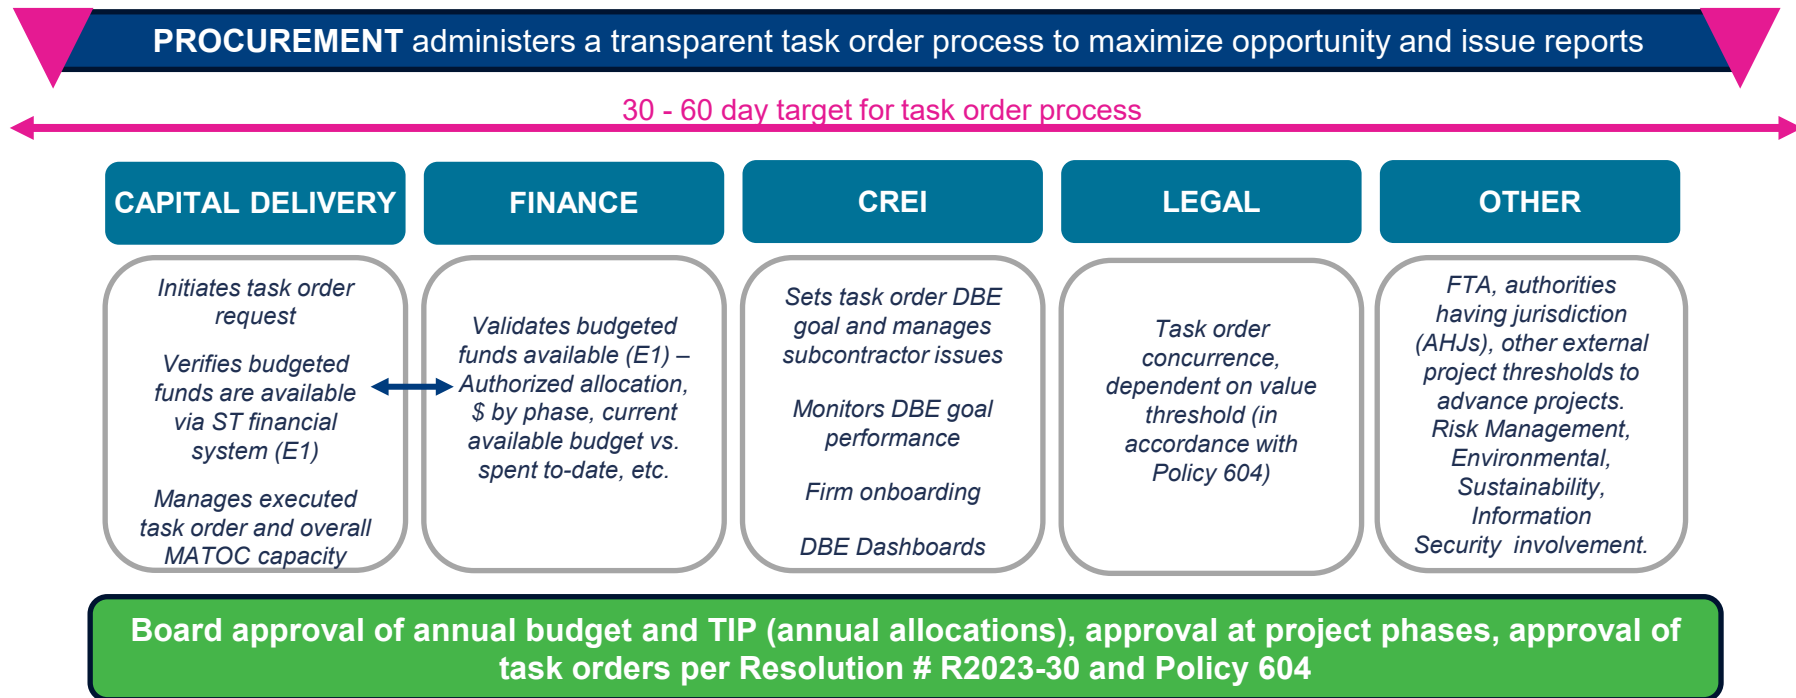 PROCUREMENT administers a transparent task order process to maximize opportunity and issue reports
30 - 60 day target for task order process
CAPITAL DELIVERY
Initiates task order
request
Verifies budgeted
funds are available
via ST financial
system (E1)
Manages executed
task order and overall
MATOC capacity
FINANCE
Validates budgeted
funds available (E1) –
Authorized allocation,
$ by phase, current
available budget vs.
spent to-date, etc.
CREI
Sets task order DBE
goal and manages
subcontractor issues
Monitors DBE goal
performance
Firm onboarding
DBE Dashboards
LEGAL
Task order
concurrence,
dependent on value
threshold (in
accordance with
Policy 604)
OTHER
FTA, authorities
having jurisdiction
(AHJs), other external
project thresholds to
advance projects.
Risk Management,
Environmental,
Sustainability,
Information
Security  involvement.
Board approval of annual budget and TIP (annual allocations), approval at project phases, approval of
task orders per Resolution # R2023-30 and Policy 604